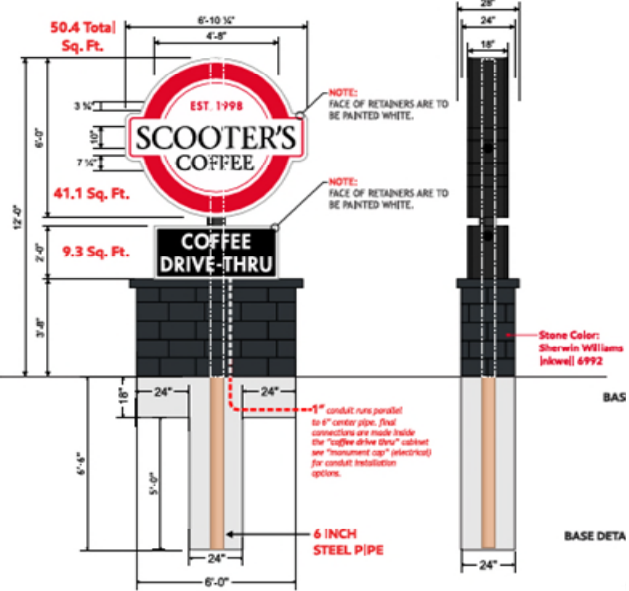 50.4 Total
Sq. Ft.
6'-10 ¼"
4'-8"
28"
24"
18"
3 ¾"
10"
7 ¼"
6'-0"
12'-0"
41.1 Sq. Ft.
9.3 Sq. Ft.
2'-0"
3'-8"
EST. 1998
SCOOTER'S
COFFEE
COFFEE
DRIVE-THRU
NOTE:
FACE OF RETAINERS ARE TO
BE PAINTED WHITE.
NOTE:
FACE OF RETAINERS ARE TO
BE PAINTED WHITE.
Stone Color:
Sherwin Williams
Inkwell 6992
BAS
24"
24"
18"
6'-6"
5'-0"
1" conduit runs parallel
to 6" center pipe. final
connections are made inside
the "coffee drive thru" cabinet
see "monument cap" (electrical)
for conduit installation
options.
6 INCH
STEEL PIPE
BASE DETA
24"
6'-0"
24"